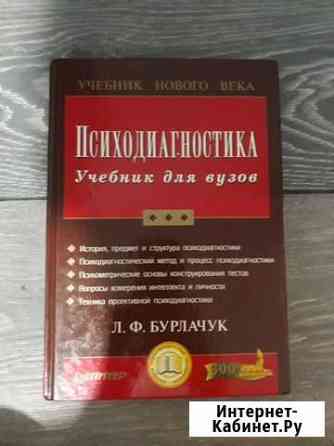 УЧЕБНИК НОВОГО ВЕКА
ПСИХОДИАГНОСТИКА
Учебник для вузов
История, предмет и структура психодиагностики
Психодиагностический метод и процесс психодиагностики
Психометрические основы конструирования тестов
Вопросы измерения интеллекта и личности
Техника проективной психодиагностики
Л. Ф. БУРЛАЧУК
ПИТЕР
300
Интернет-
Кабинет.Ру